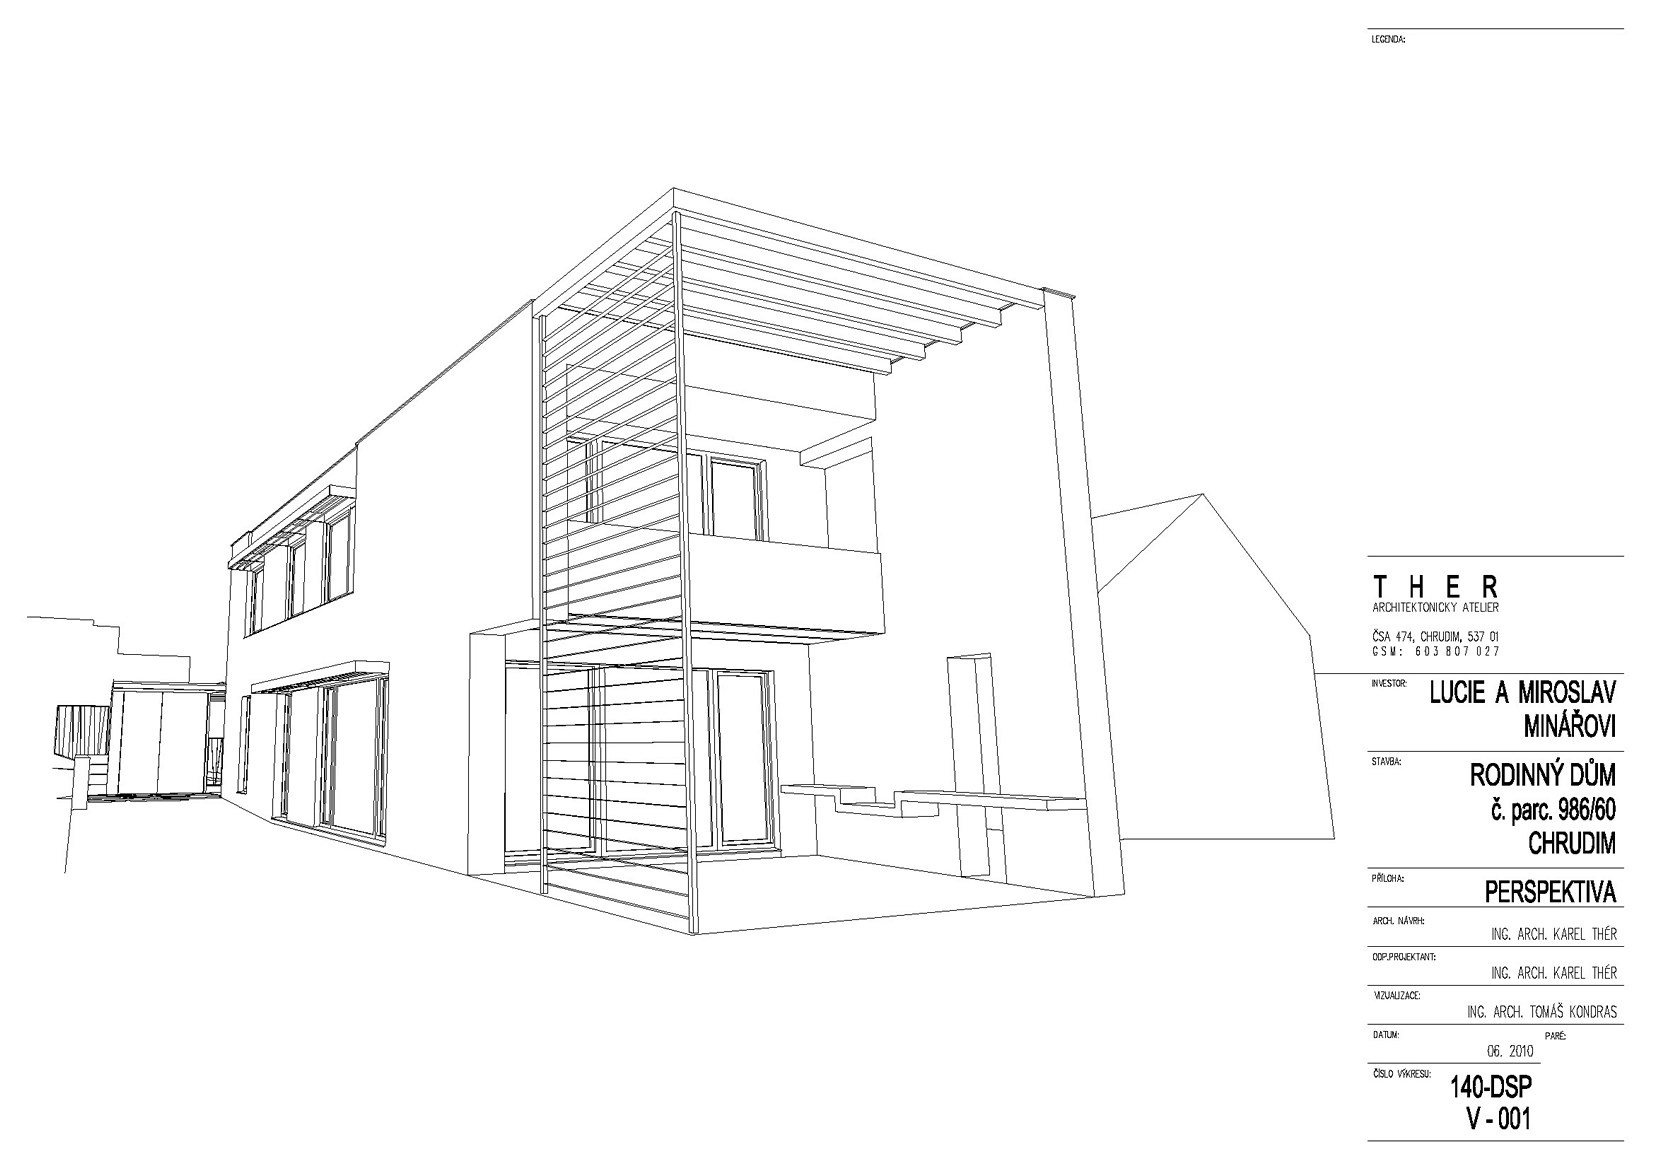 LEGENDA:
THER
ARCHITEKTONICKÝ ATELIER
ČSA 474, CHRUDIM, 537 01
GSM: 603 807 027
INVESTOR:
LUCIE A MIROSLAV
MINÁŘOVI
STAVBA:
RODINNÝ DŮM
č. parc. 986/60
CHRUDIM
PŘÍLOHA:
PERSPEKTIVA
ARCH. NÁVRH:
ING. ARCH. KAREL THÉR
ODP.PROJEKTANT:
ING. ARCH. KAREL THÉR
VIZUALIZACE:
ING. ARCH. TOMÁŠ KONDRAS
DATUM:
PARÉ:
06. 2010
ČÍSLO VÝKRESU:
140-DSP
V - 001